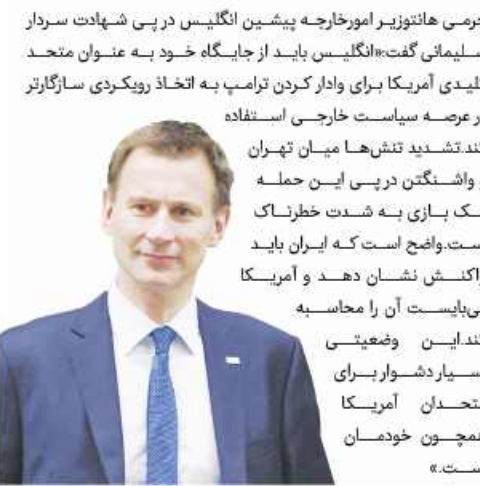 جرمی هانتوزیر امورخارجه پیشین انگلیس در پی شهادت سردار
سلیمانی گفت:«انگلیس باید از جایگاه خود به عنوان متحد
کلیدی آمریکا برای وادار کردن ترامپ به اتخاذ رویکردی سازگارتر
در عرصه سیاست خارجی استفاده
کند.تشدید تنش‌ها میان تهران
و واشنگتن در پی این حمله
یک بازی به شدت خطرناک
است.واضح است که ایران باید
واکنش نشان دهد و آمریکا
می‌بایست آن را محاسبه
کند.این وضعیتی
بسیار دشوار برای
متحدان آمریکا
همچون خودمان
است.»